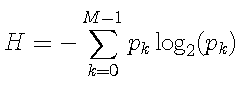 H = -\sum_{k=0}^{M-1} p_k \log_2(p_k)